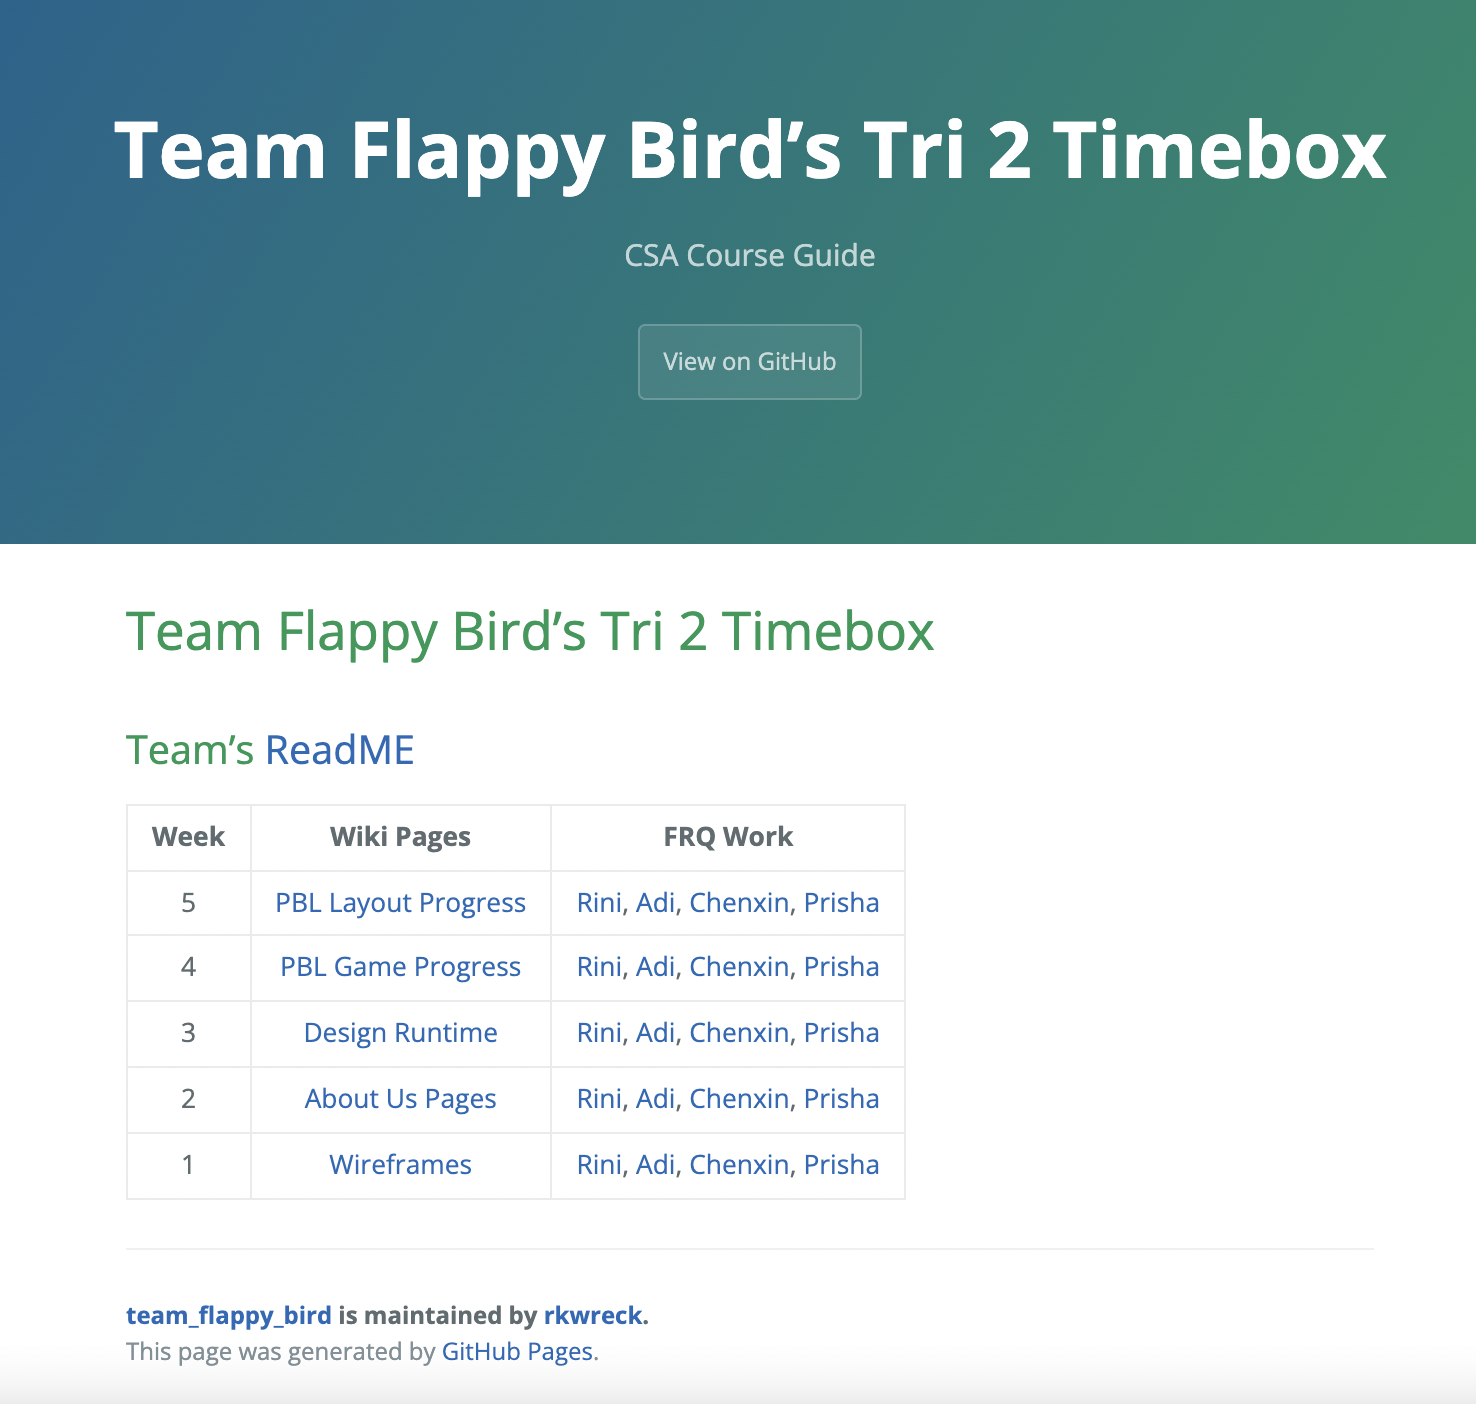 Team Flappy Bird’s Tri 2 Timebox
CSA Course Guide
View on GitHub
Team Flappy Bird’s Tri 2 Timebox
Team’s ReadME
Week Wiki Pages FRQ Work
5 PBL Layout Progress Rini, Adi, Chenxin, Prisha
4 PBL Game Progress Rini, Adi, Chenxin, Prisha
3 Design Runtime Rini, Adi, Chenxin, Prisha
2 About Us Pages Rini, Adi, Chenxin, Prisha
1 Wireframes Rini, Adi, Chenxin, Prisha
team_flappy_bird is maintained by rkwreck.
This page was generated by GitHub Pages.